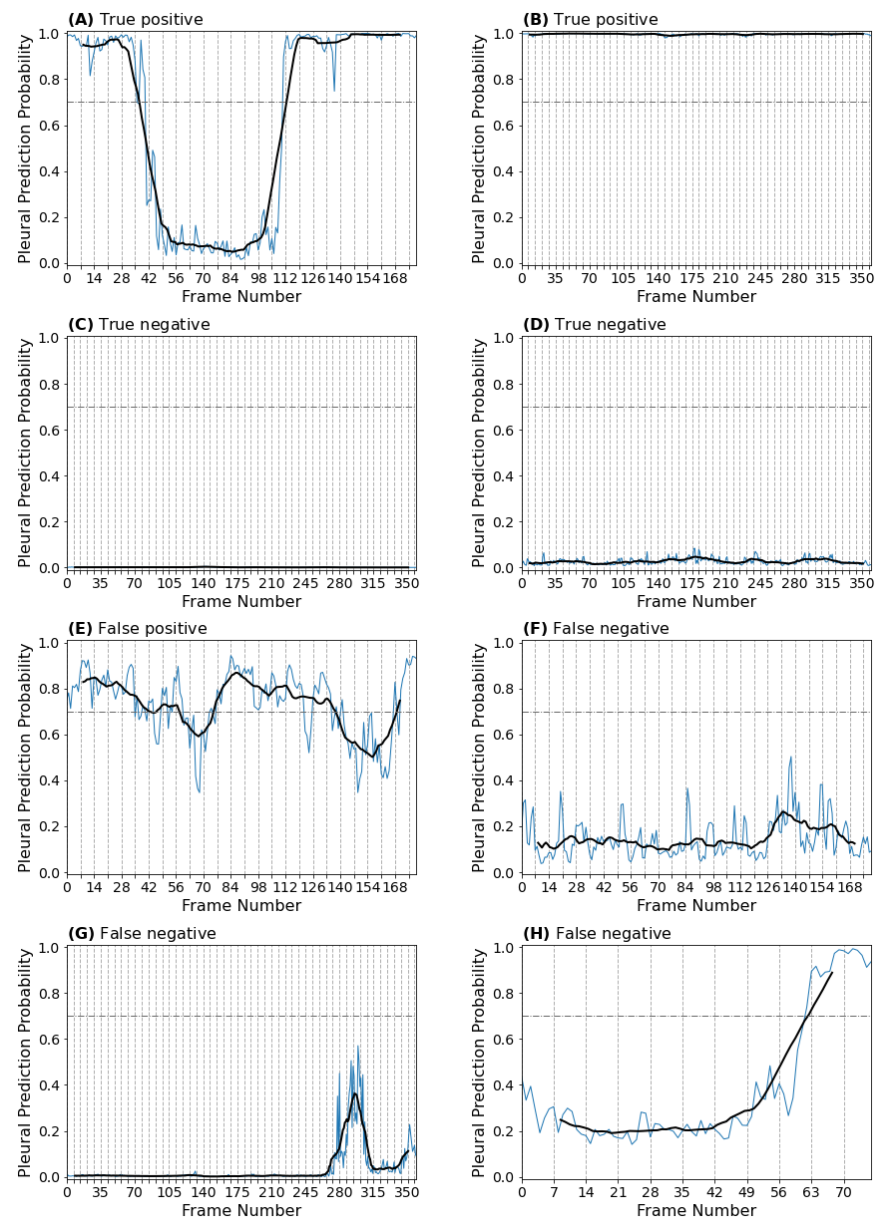 (A) True positive
Pleural Prediction Probability
1.0
0.8
0.6
0.4
0.2
0.0
0 14 28 42 56 70 84 98 112 126 140 154 168
Frame Number
(B) True positive
Pleural Prediction Probability
1.0
0.8
0.6
0.4
0.2
0.0
0 35 70 105 140 175 210 245 280 315 350
Frame Number
(C) True negative
Pleural Prediction Probability
1.0
0.8
0.6
0.4
0.2
0.0
0 35 70 105 140 175 210 245 280 315 350
Frame Number
(D) True negative
Pleural Prediction Probability
1.0
0.8
0.6
0.4
0.2
0.0
0 35 70 105 140 175 210 245 280 315 350
Frame Number
(E) False positive
Pleural Prediction Probability
1.0
0.8
0.6
0.4
0.2
0.0
0 14 28 42 56 70 84 98 112 126 140 154 168
Frame Number
(F) False negative
Pleural Prediction Probability
1.0
0.8
0.6
0.4
0.2
0.0
0 14 28 42 56 70 84 98 112 126 140 154 168
Frame Number
(G) False negative
Pleural Prediction Probability
1.0
0.8
0.6
0.4
0.2
0.0
0 35 70 105 140 175 210 245 280 315 350
Frame Number
(H) False negative
Pleural Prediction Probability
1.0
0.8
0.6
0.4
0.2
0.0
0 7 14 21 28 35 42 49 56 63 70
Frame Number